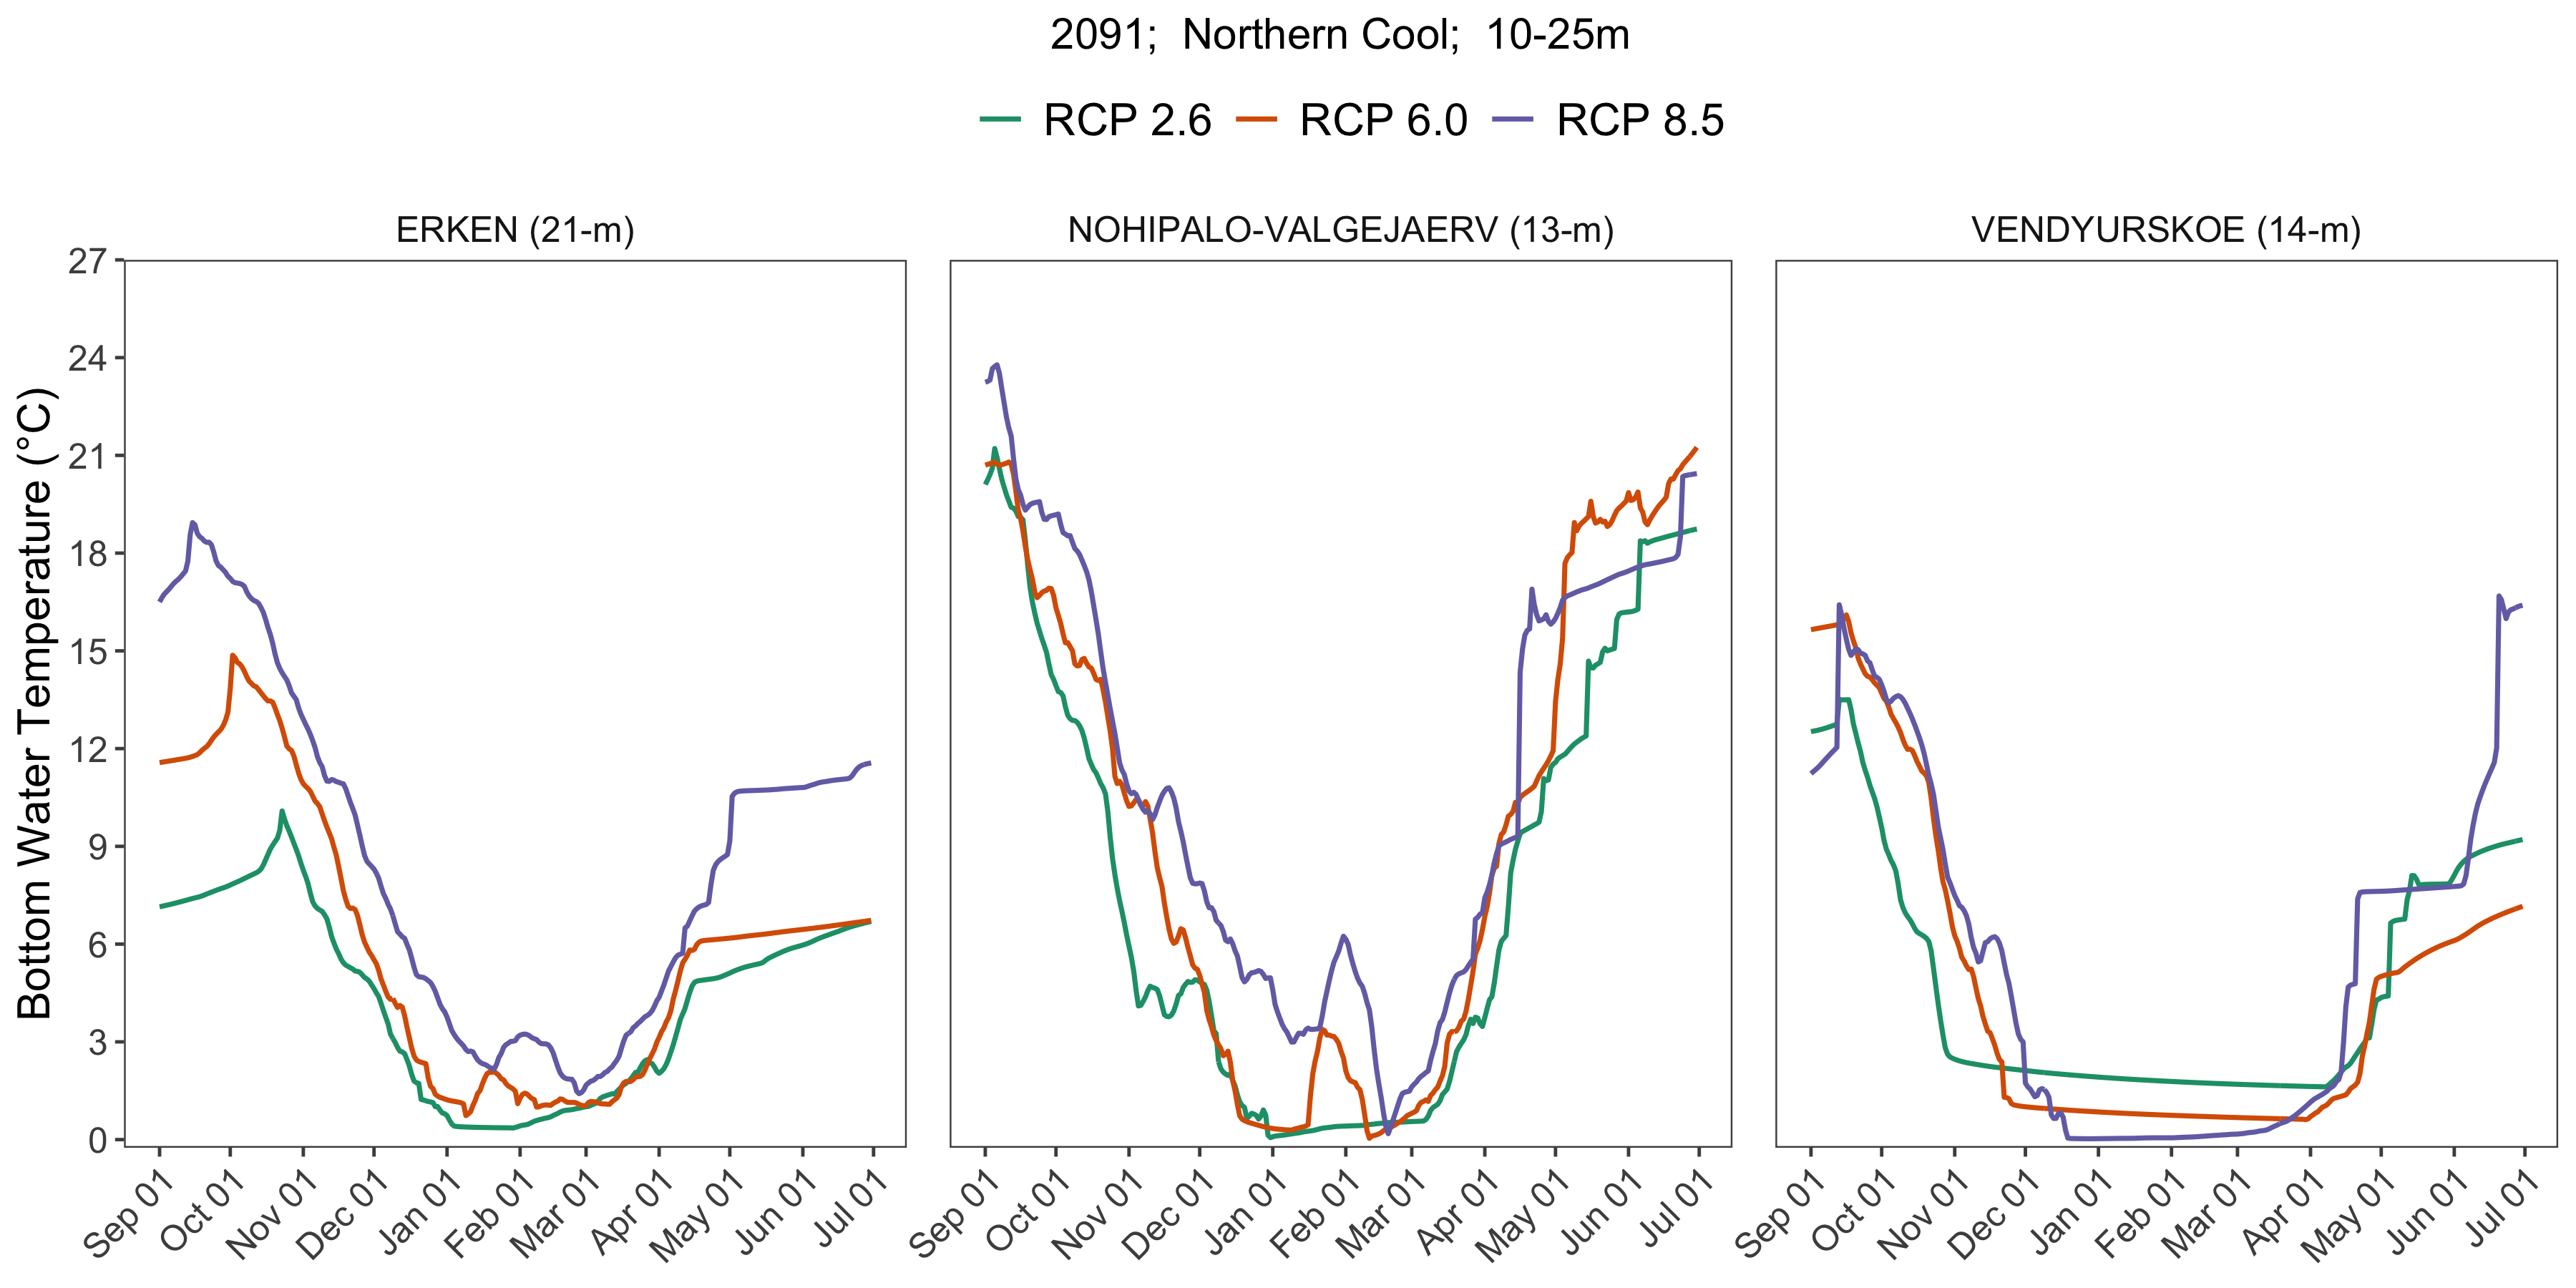 2091;  Northern Cool;  10-25m
RCP 2.6 RCP 6.0 RCP 8.5
ERKEN (21-m) NOHIPALO-VALGEJAERV (13-m) VENDYURSKOE (14-m)
Bottom Water Temperature (°C)
27
24
21
18
15
12
9
6
3
0
Sep 01 Oct 01 Nov 01 Dec 01 Jan 01 Feb 01 Mar 01 Apr 01 May 01 Jun 01 Jul 01 Sep 01 Oct 01 Nov 01 Dec 01 Jan 01 Feb 01 Mar 01 Apr 01 May 01 Jun 01 Jul 01 Sep 01 Oct 01 Nov 01 Dec 01 Jan 01 Feb 01 Mar 01 Apr 01 May 01 Jun 01 Jul 01